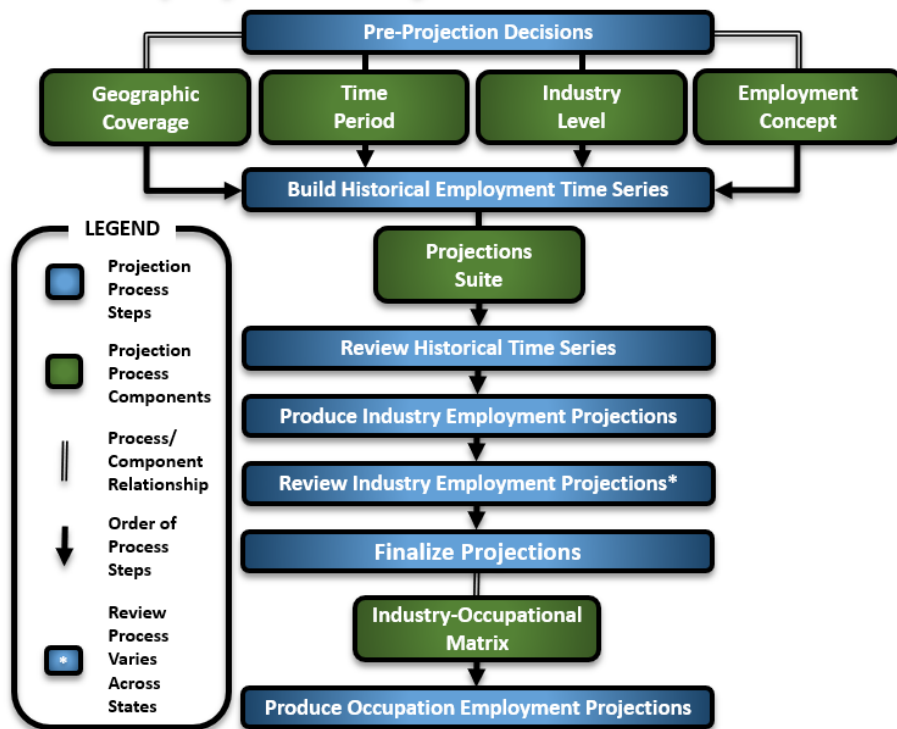 Pre-Projection Decisions
Geographic
Coverage
Time
Period
Industry
Level
Employment
Concept
Build Historical Employment Time Series
Projections
Suite
Review Historical Time Series
Produce Industry Employment Projections
Review Industry Employment Projections*
Finalize Projections
Industry-Occupational
Matrix
Produce Occupation Employment Projections
LEGEND
Projection
Process
Steps
Projection
Process
Components
Process/
Component
Relationship
Order of
Process
Steps
*
Review
Process
Varies
Across
States